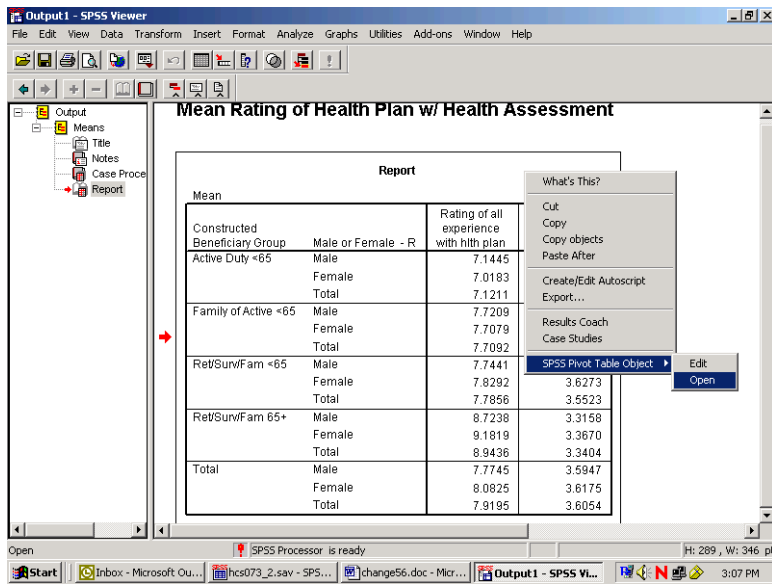 Output1 - SPSS Viewer
File Edit View Data Transform Insert Format Analyze Graphs Utilities Add-ons Window Help
Output
Means
Title
Notes
Case Proce
Report
Mean Rating of Health Plan w/ Health Assessment
Report
Mean
Constructed Beneficiary Group Male or Female - R Rating of all experience with hlth plan
Active Duty <65 Male 7.1445
Female 7.0183
Total 7.1211
Family of Active <65 Male 7.7209
Female 7.7079
Total 7.7092
Ret/Surv/Fam <65 Male 7.7441
Female 7.8292 3.6273
Total 7.7856 3.5523
Ret/Surv/Fam 65+ Male 8.7238 3.3158
Female 9.1819 3.3670
Total 8.9436 3.3404
Total Male 7.7745 3.5947
Female 8.0825 3.6175
Total 7.9195 3.6054
What's This?
Cut
Copy
Copy objects
Paste After
Create/Edit Autoscript
Export...
Results Coach
Case Studies
SPSS Pivot Table Object
Edit
Open
Open SPSS Processor is ready H: 289 , W: 346
Start Inbox - Microsoft Ou... hcs073_2.sav - SPS... change56.doc - Micr... Output1 - SPSS Vi... 3:07 PM